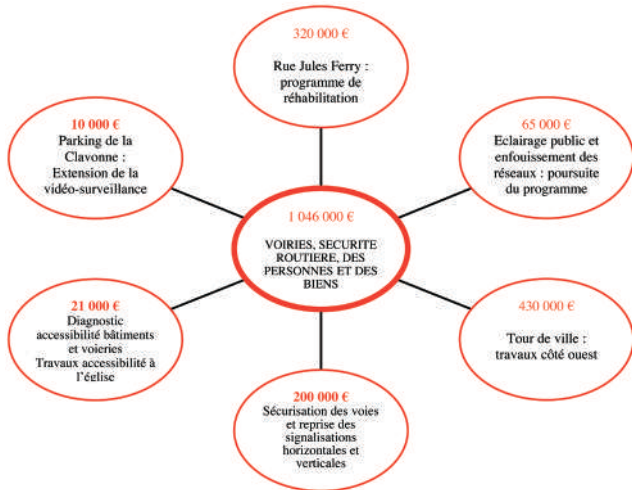 320 000 €
Rue Jules Ferry :
programme de
réhabilitation
10 000 €
Parking de la
Clavonne :
Extension de la
vidéo-surveillance
65 000 €
Eclairage public et
enfouissement des
réseaux : poursuite
du programme
1 046 000 €
VOIRIES, SECURITE
ROUTIERE, DES
PERSONNES ET DES
BIENS
21 000 €
Diagnostic
accessibilité bâtiments
et voieries
Travaux accessibilité à
l'église
430 000 €
Tour de ville :
travaux côté ouest
200 000 €
Sécurisation des voies
et reprise des
signalisations
horizontales et
verticales